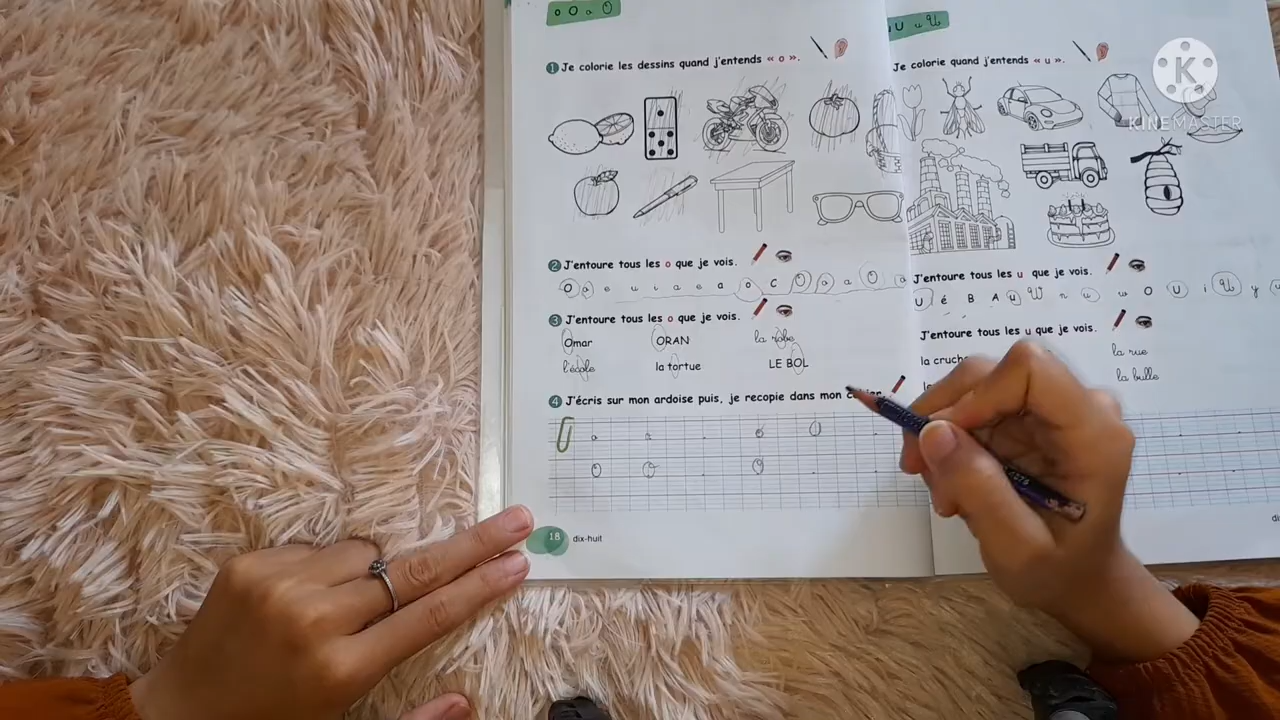 o O o O
1 Je colorie les dessins quand j'entends « o ».
2 J'entoure tous les o que je vois.
O a e u i a e a o c O a a O a
3 J'entoure tous les o que je vois.
Omar ORAN la robe
l'école la tortue LE BOL
4 J'écris sur mon ardoise puis, je recopie dans mon cahier.
18 dix-huit
U u U
Je colorie quand j'entends « u ».
J'entoure tous les u que je vois.
U é B A u W n u w O U i U y
J'entoure tous les u que je vois.
la cruche la rue
la bulle
K
KINEMASTER